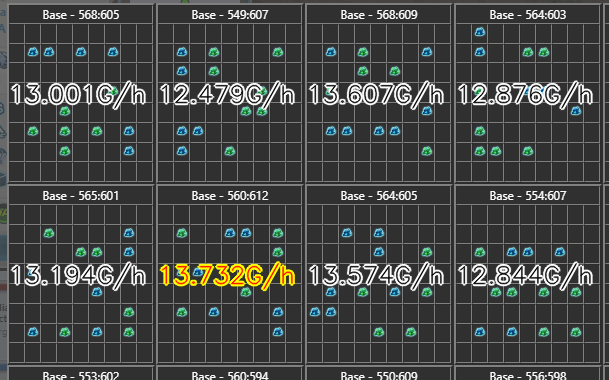 Base - 568:605
Base - 549:607
Base - 568:609
Base - 564:603
13.001G/h
12.479G/h
13.607G/h
12.876G/h
Base - 565:601
Base - 560:612
Base - 564:605
Base - 554:607
13.194G/h
13.732G/h
13.574G/h
12.844G/h
Base - 553:602
Base - 560:594
Base - 550:609
Base - 556:598